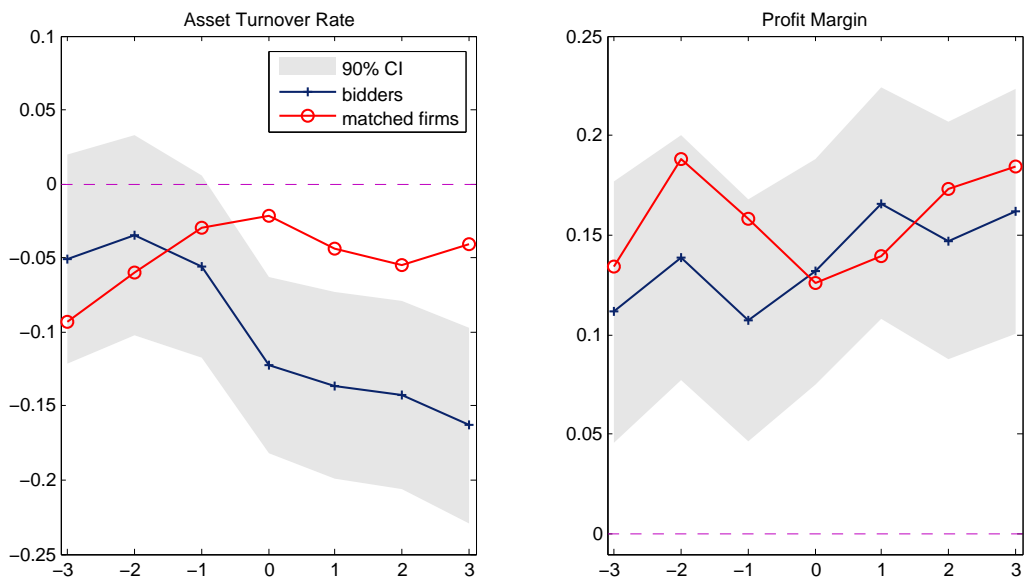 Asset Turnover Rate
0.1
0.05
0
−0.05
−0.1
−0.15
−0.2
−0.25
−3 −2 −1 0 1 2 3
90% CI
bidders
matched firms
Profit Margin
0.25
0.2
0.15
0.1
0.05
0
−3 −2 −1 0 1 2 3